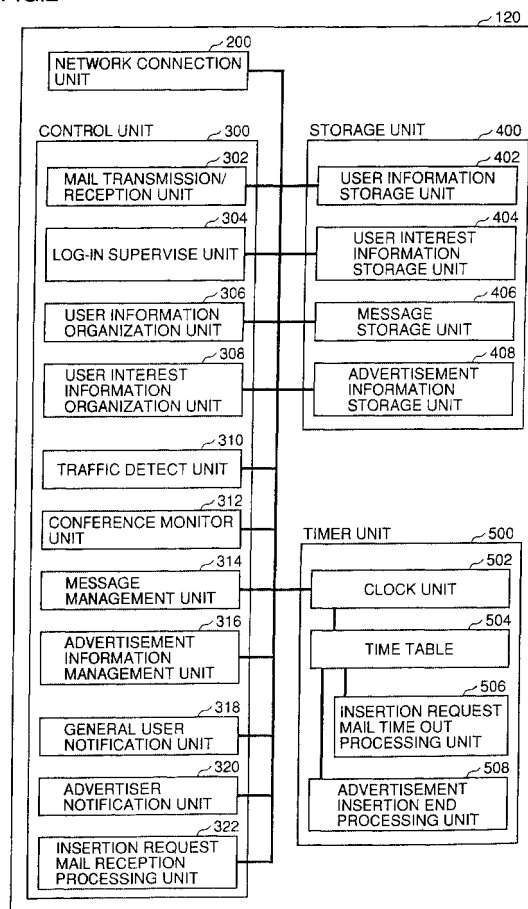 120
200
NETWORK CONNECTION
UNIT
CONTROL UNIT
300
302
MAIL TRANSMISSION/
RECEPTION UNIT
304
LOG-IN SUPERVISE UNIT
306
USER INFORMATION
ORGANIZATION UNIT
308
USER INTEREST
INFORMATION
ORGANIZATION UNIT
310
TRAFFIC DETECT UNIT
312
CONFERENCE MONITOR
UNIT
314
MESSAGE
MANAGEMENT UNIT
316
ADVERTISEMENT
INFORMATION
MANAGEMENT UNIT
318
GENERAL USER
NOTIFICATION UNIT
320
ADVERTISER
NOTIFICATION UNIT
322
INSERTION REQUEST
MAIL RECEPTION
PROCESSING UNIT
STORAGE UNIT
400
402
USER INFORMATION
STORAGE UNIT
404
USER INTEREST
INFORMATION
STORAGE UNIT
406
MESSAGE
STORAGE UNIT
408
ADVERTISEMENT
INFORMATION
STORAGE UNIT
TIMER UNIT
500
502
CLOCK UNIT
504
TIME TABLE
506
INSERTION REQUEST
MAIL TIME OUT
PROCESSING UNIT
508
ADVERTISEMENT
INSERTION END
PROCESSING UNIT